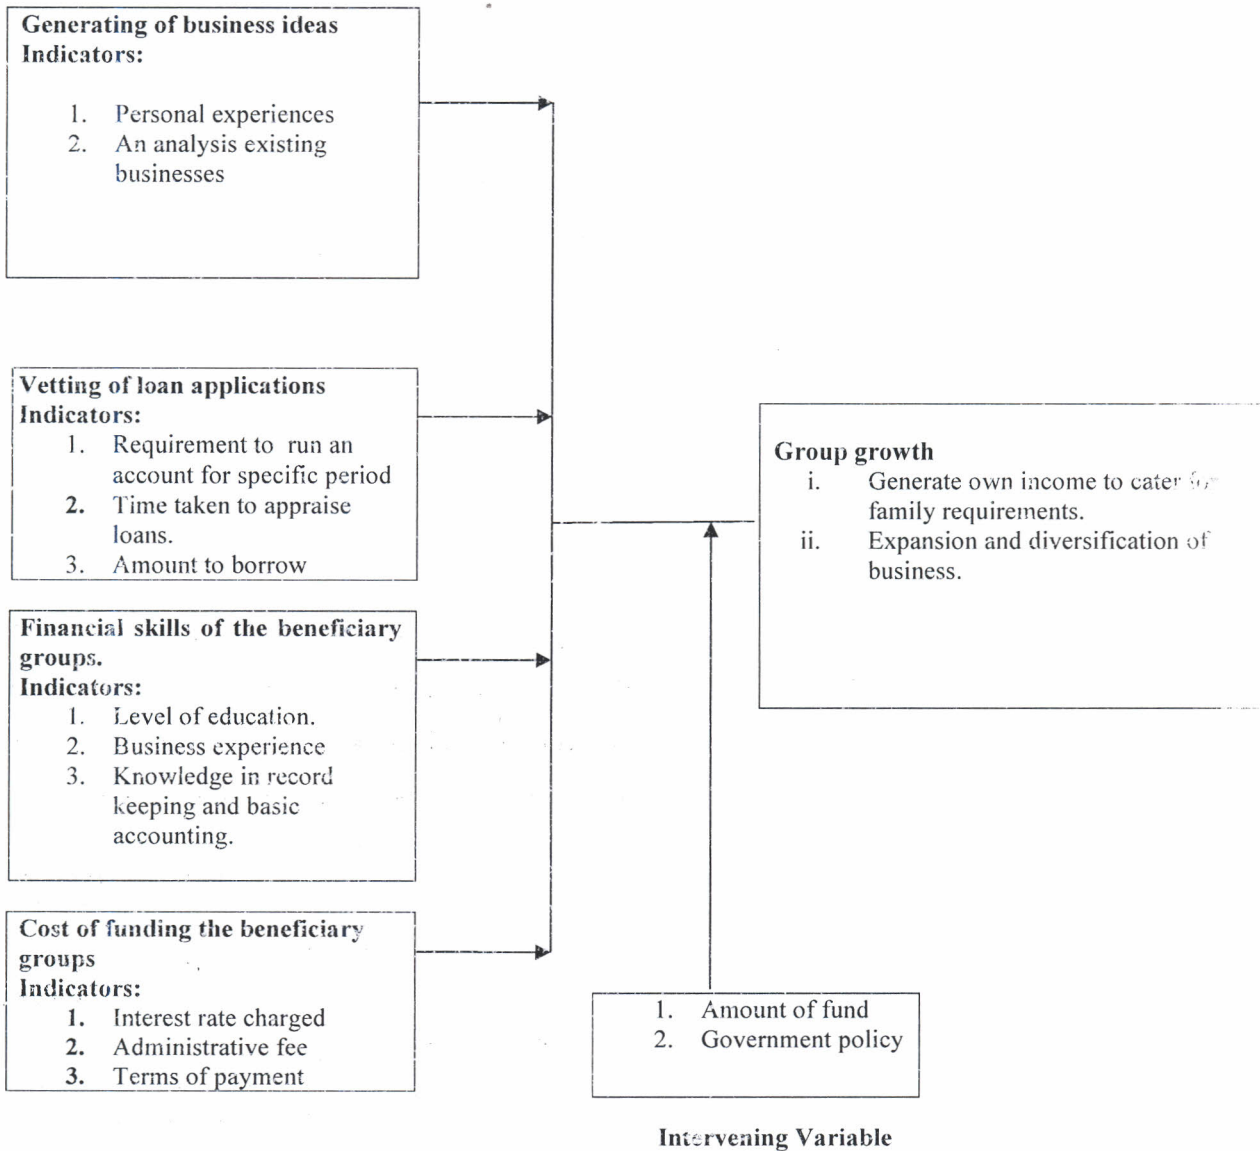 Generating of business ideas
Indicators:
1. Personal experiences
2. An analysis existing
businesses
Vetting of loan applications
Indicators:
1. Requirement to run an
account for specific period
2. Time taken to appraise
loans.
3. Amount to borrow
Financial skills of the beneficiary
groups.
Indicators:
1. Level of education.
2. Business experience
3. Knowledge in record
keeping and basic
accounting.
Cost of funding the beneficiary
groups
Indicators:
1. Interest rate charged
2. Administrative fee
3. Terms of payment
Group growth
i. Generate own income to cater for
family requirements.
ii. Expansion and diversification of
business.
1. Amount of fund
2. Government policy
Intervening Variable